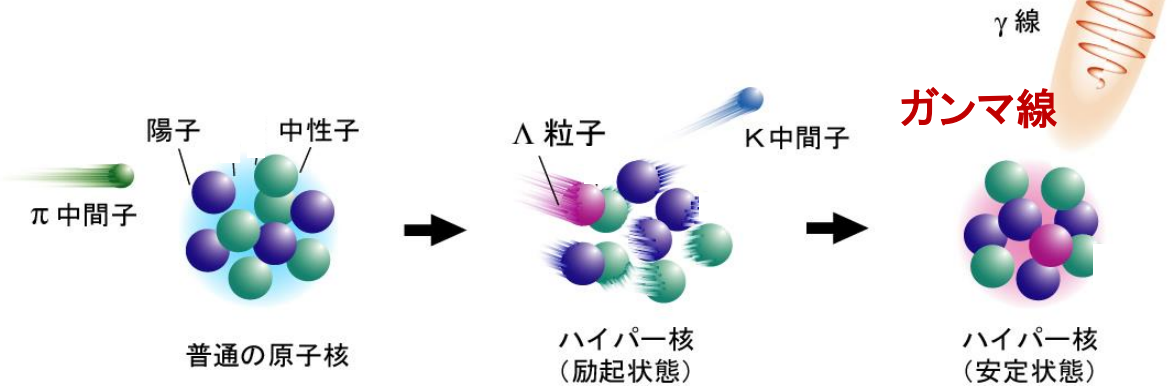 γ線
ガンマ線
陽子
中性子
Λ 粒子
K中間子
π 中間子
普通の原子核
ハイパー核
(励起状態)
ハイパー核
(安定状態)